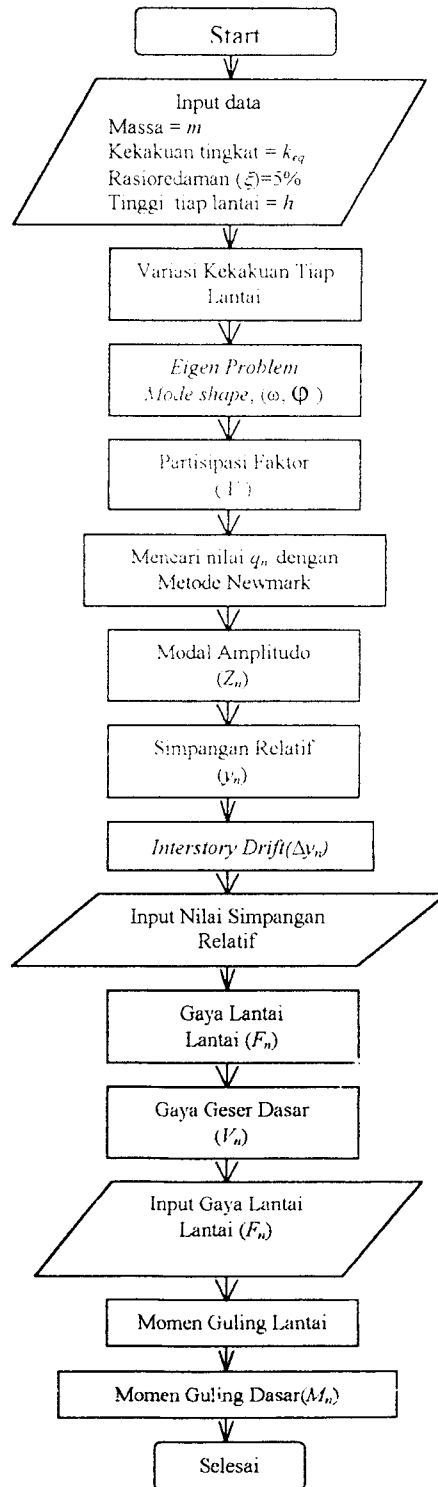 Start
Input data
Massa = m
Kekakuan tingkat = k_eq
Rasioredaman (ξ)=5%
Tinggi tiap lantai = h
Variasi Kekakuan Tiap
Lantai
Eigen Problem
Mode shape, (ω, φ )
Partisipasi Faktor
Mencari nilai q_n dengan
Metode Newmark
Modal Amplitudo
(Z_n)
Simpangan Relatif
(y_n)
Interstory Drift(Δy_n)
Input Nilai Simpangan
Relatif
Gaya Lantai
Lantai (F_n)
Gaya Geser Dasar
(V_n)
Input Gaya Lantai
Lantai (F_n)
Momen Guling Lantai
Momen Guling Dasar(M_n)
Selesai